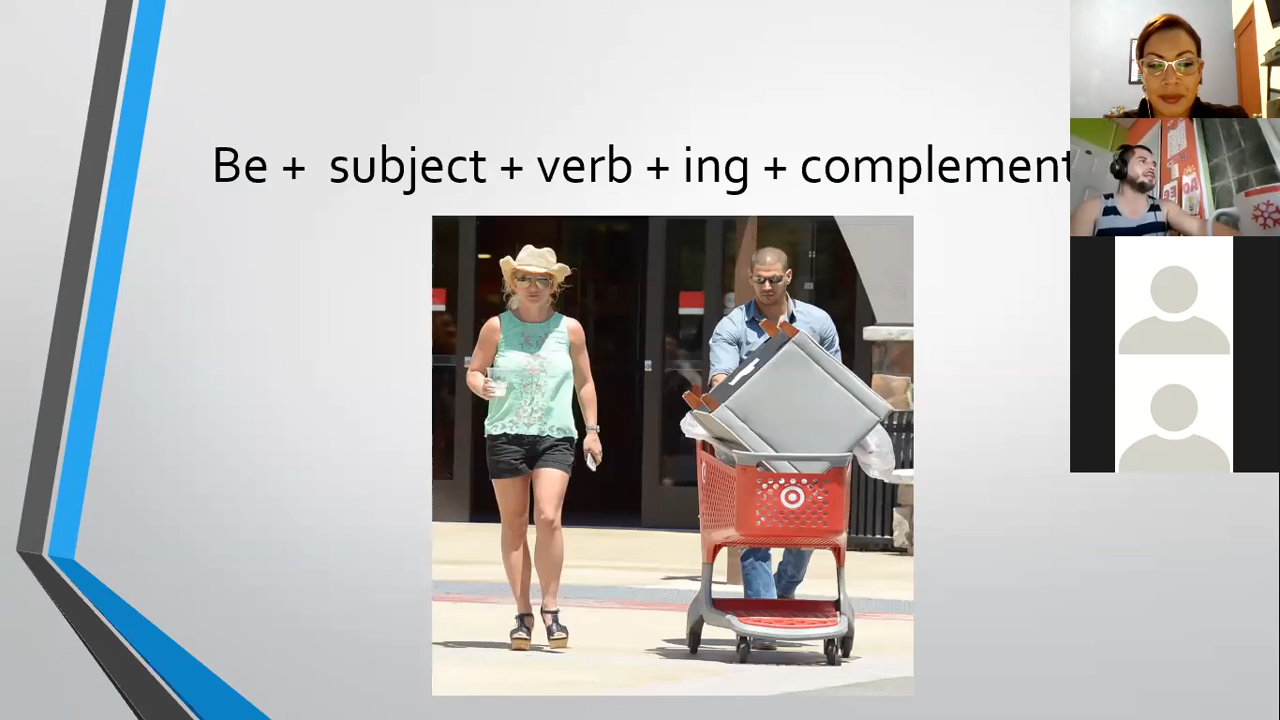 Be + subject + verb + ing + complement